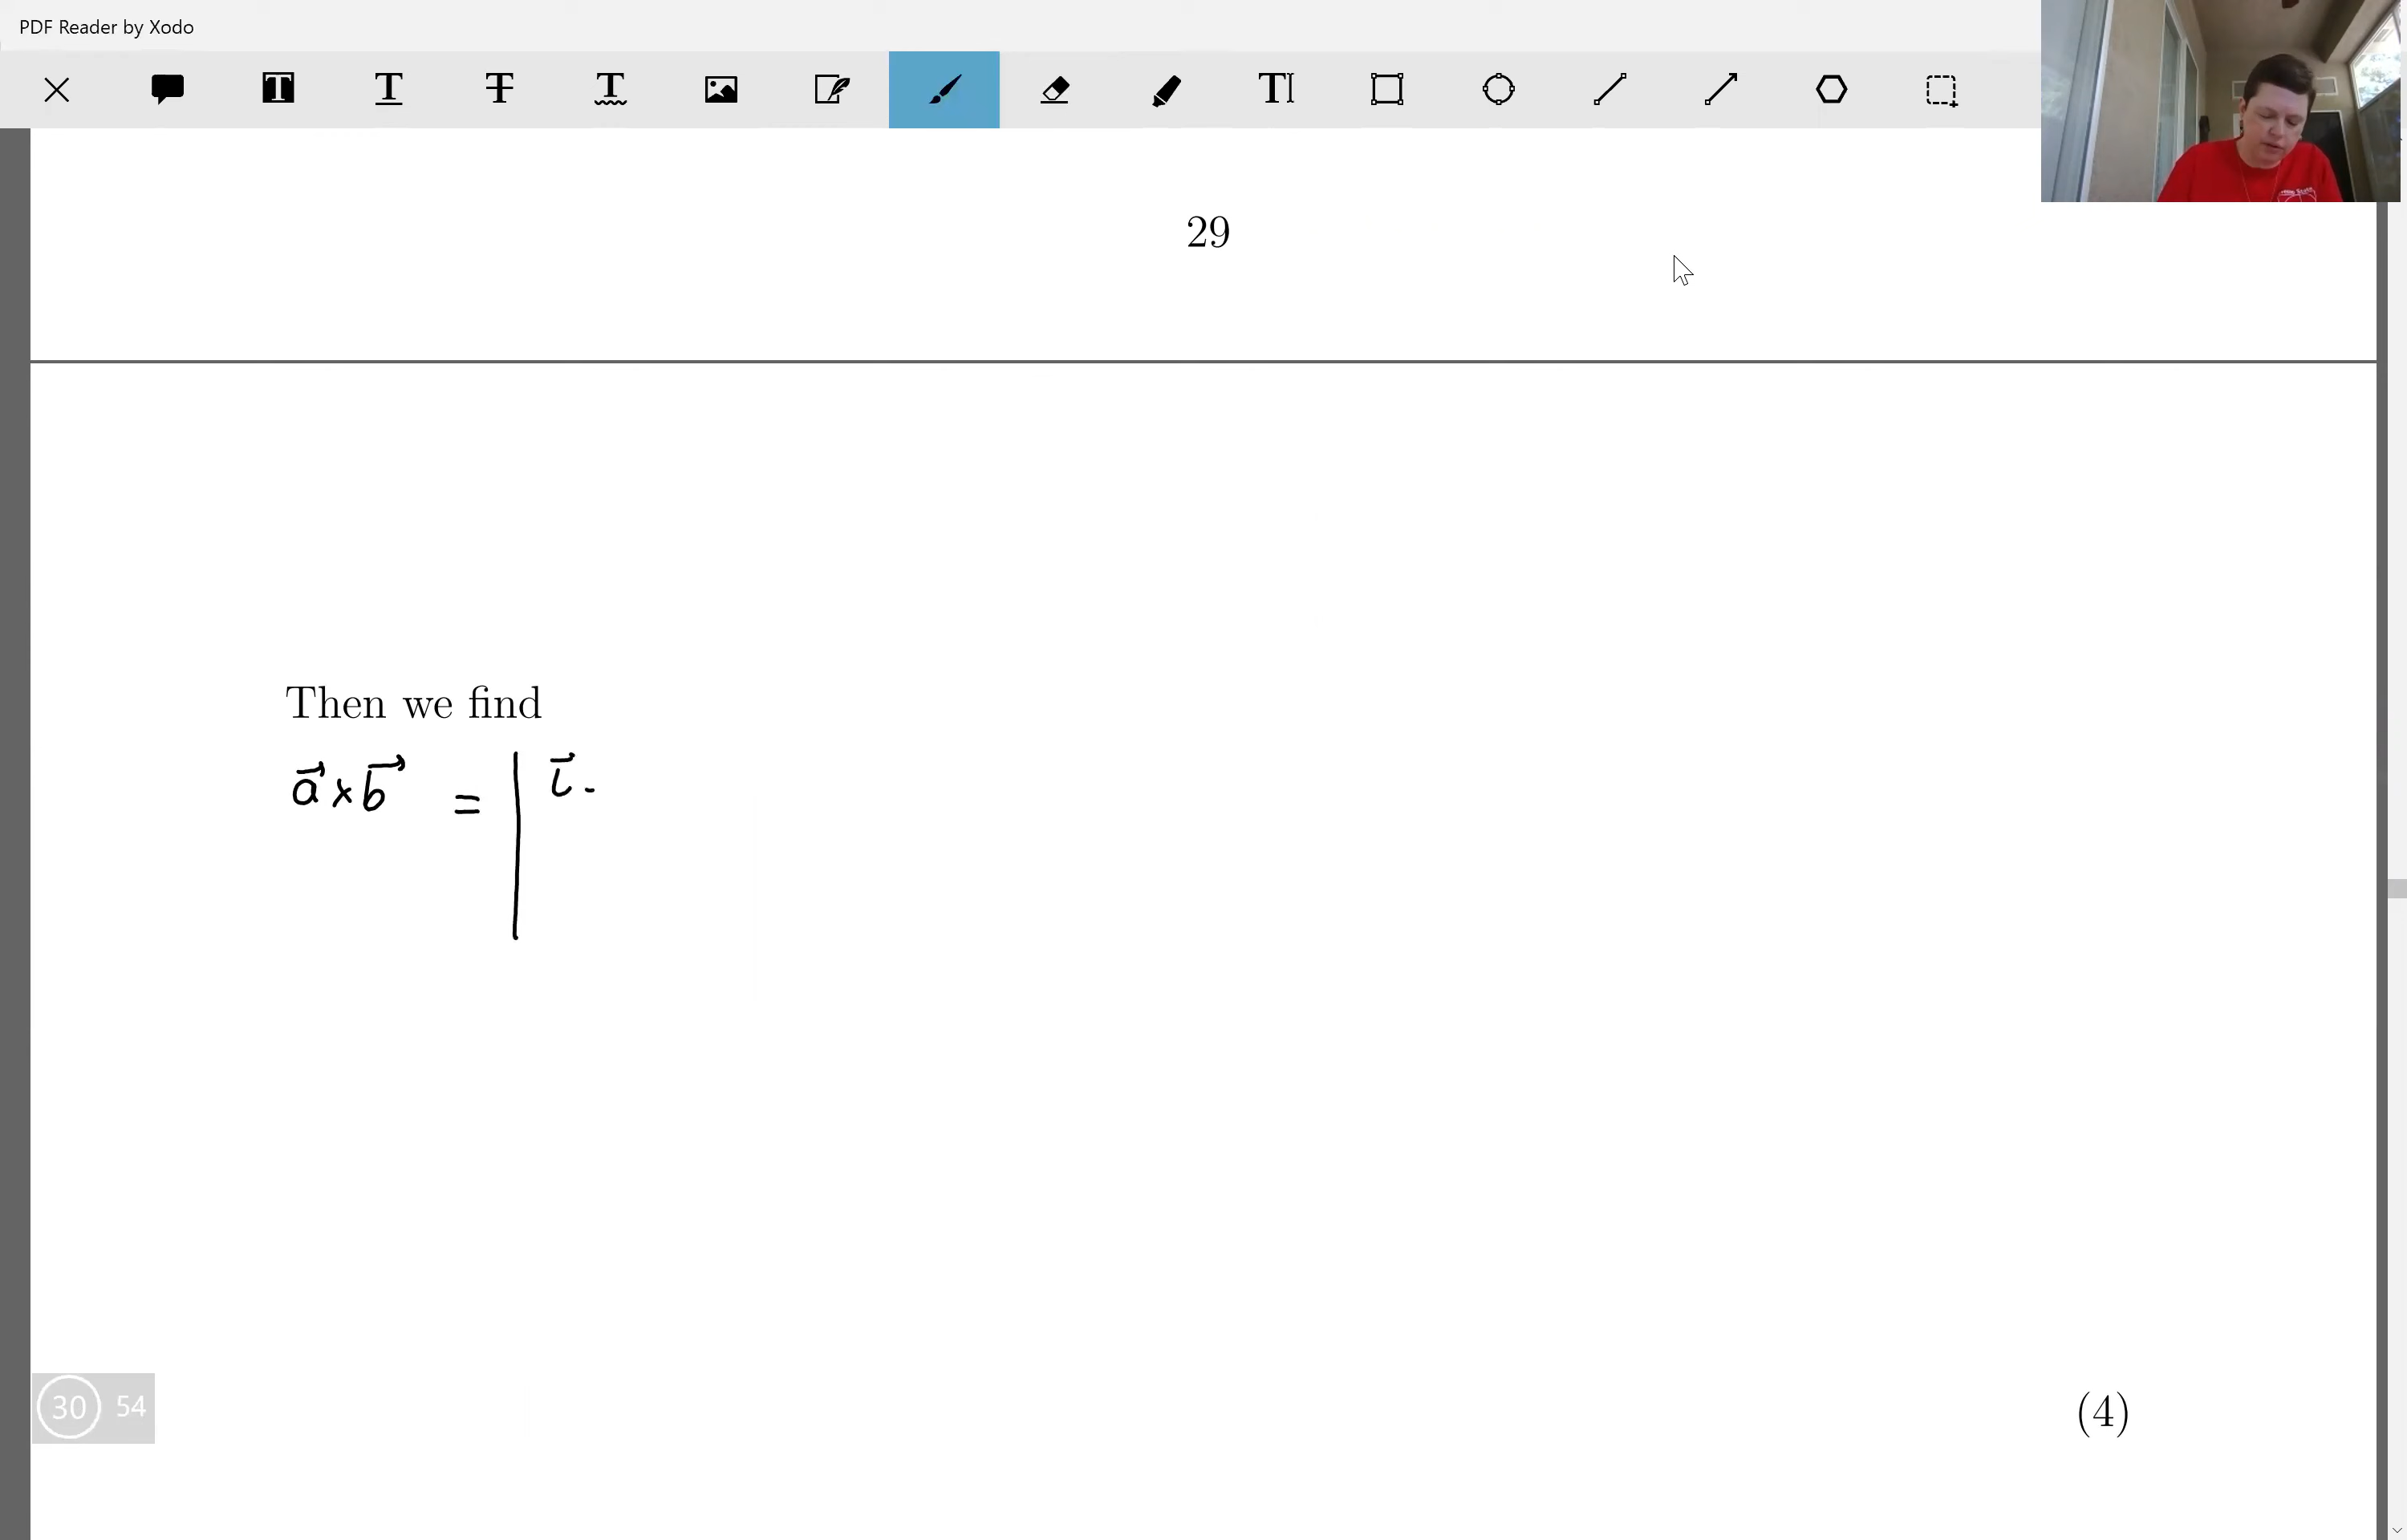 PDF Reader by Xodo
29
Then we find
a⃗ × b⃗ = | i⃗ -
30 54
(4)